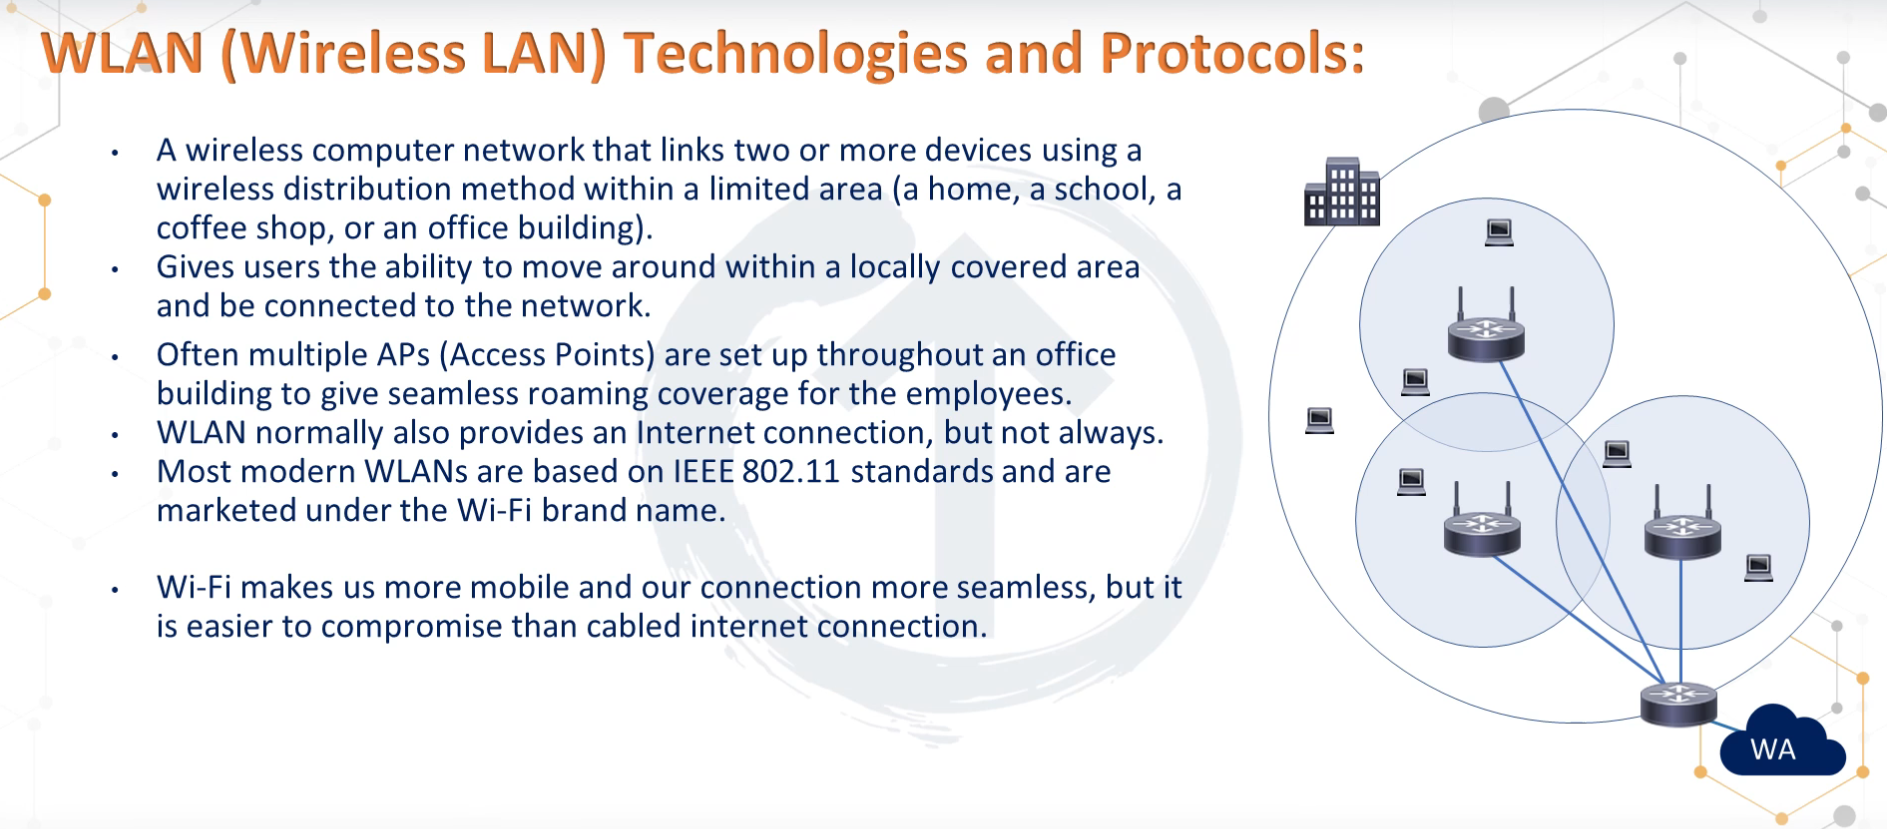 WLAN (Wireless LAN) Technologies and Protocols:
• A wireless computer network that links two or more devices using a
wireless distribution method within a limited area (a home, a school, a
coffee shop, or an office building).
• Gives users the ability to move around within a locally covered area
and be connected to the network.
• Often multiple APs (Access Points) are set up throughout an office
building to give seamless roaming coverage for the employees.
• WLAN normally also provides an Internet connection, but not always.
• Most modern WLANs are based on IEEE 802.11 standards and are
marketed under the Wi-Fi brand name.
• Wi-Fi makes us more mobile and our connection more seamless, but it
is easier to compromise than cabled internet connection.
WA